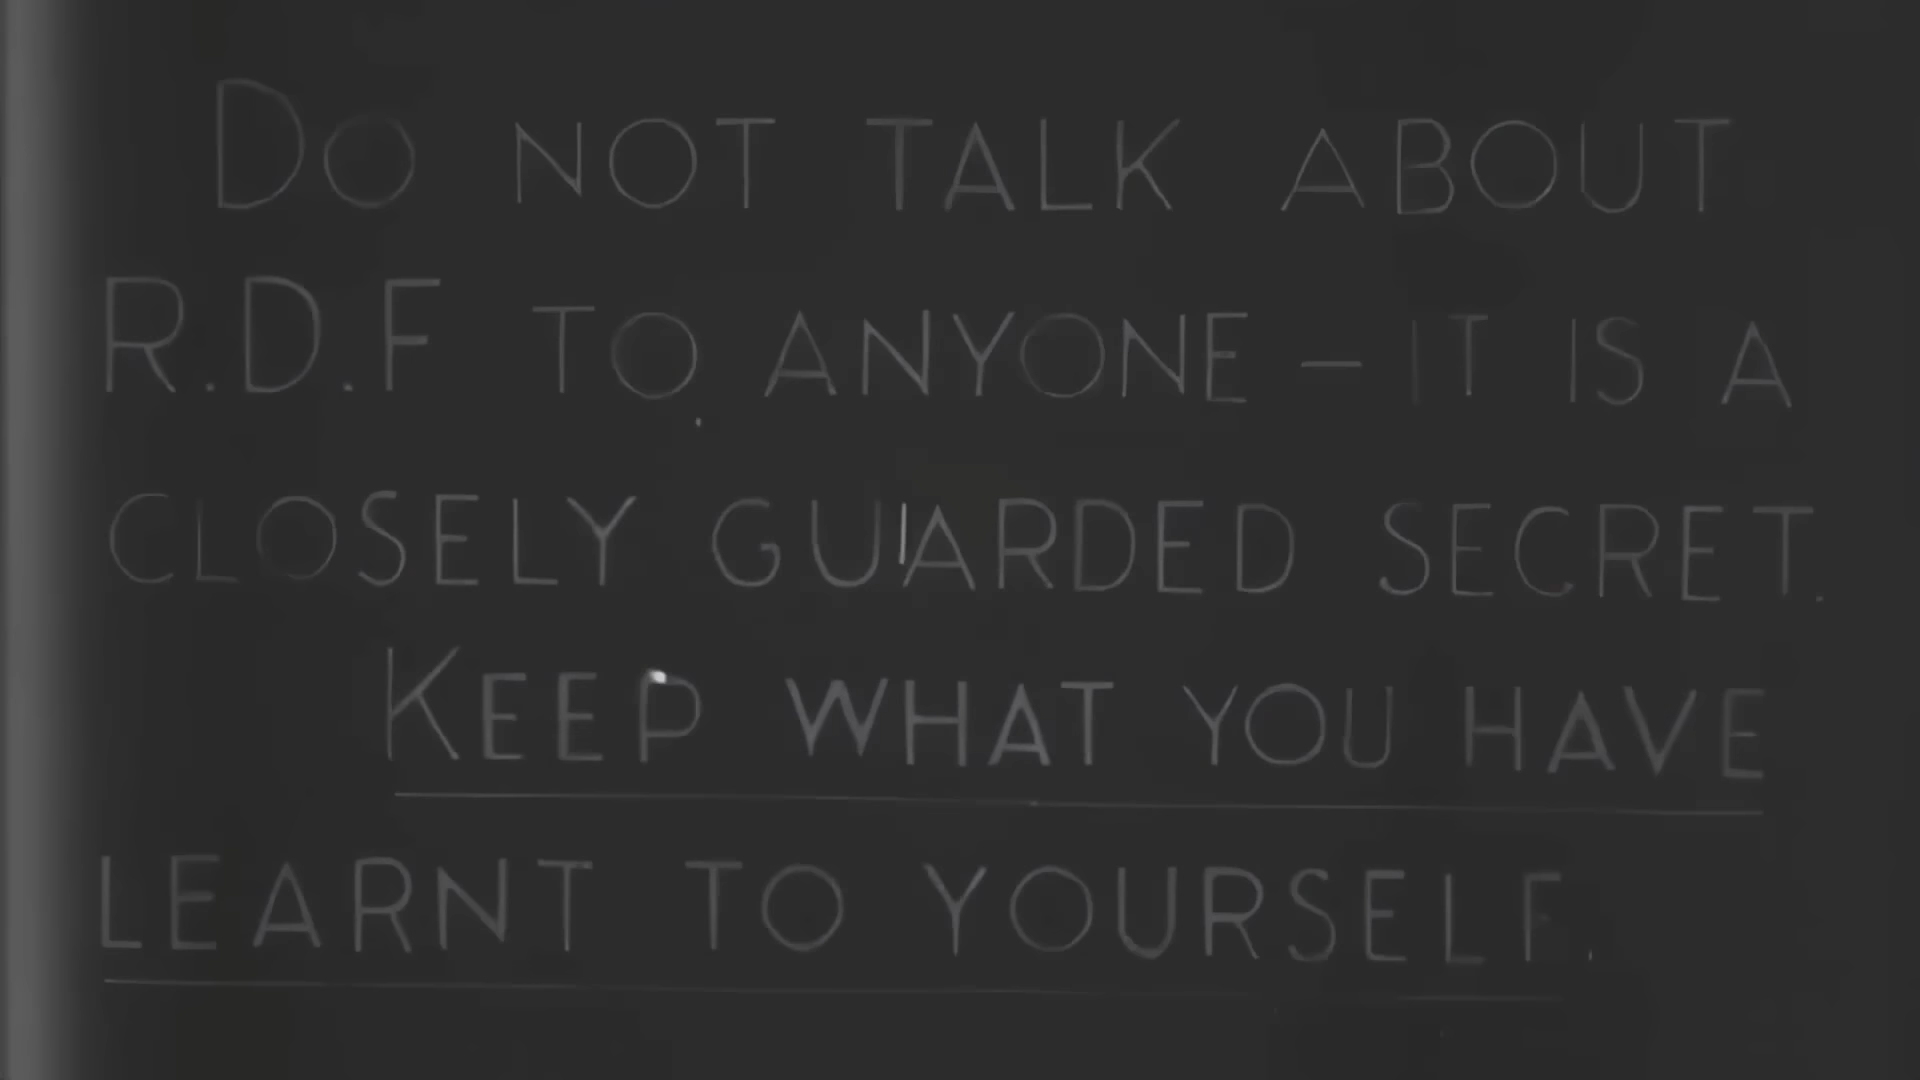 DO NOT TALK ABOUT
R.D.F TO ANYONE — IT IS A
CLOSELY GUARDED SECRET.
KEEP WHAT YOU HAVE
LEARNT TO YOURSELF.